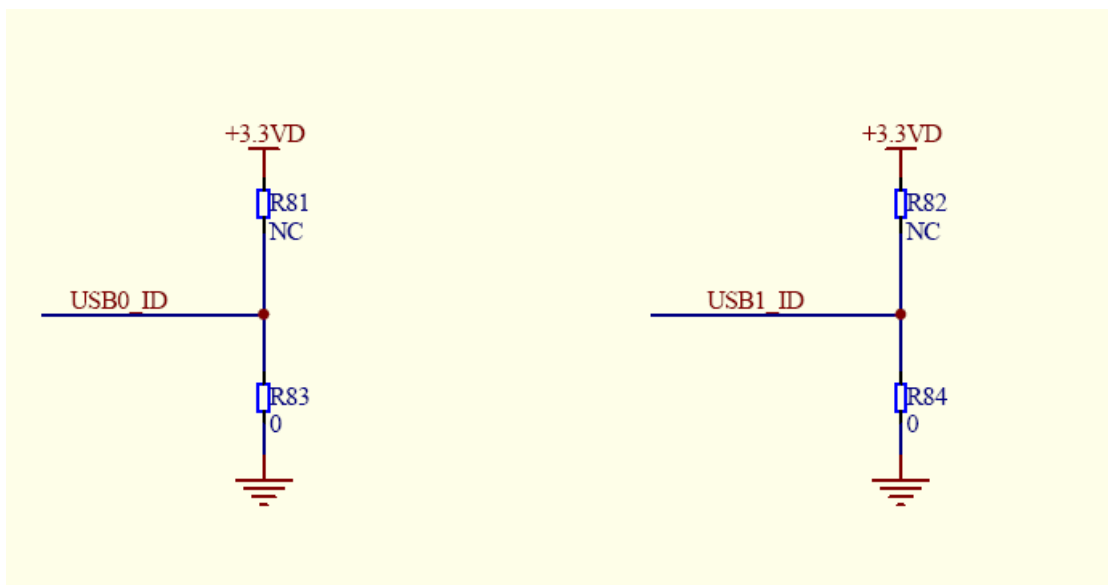 +3.3VD
R81
NC
USB0_ID
R83
0
+3.3VD
R82
NC
USB1_ID
R84
0